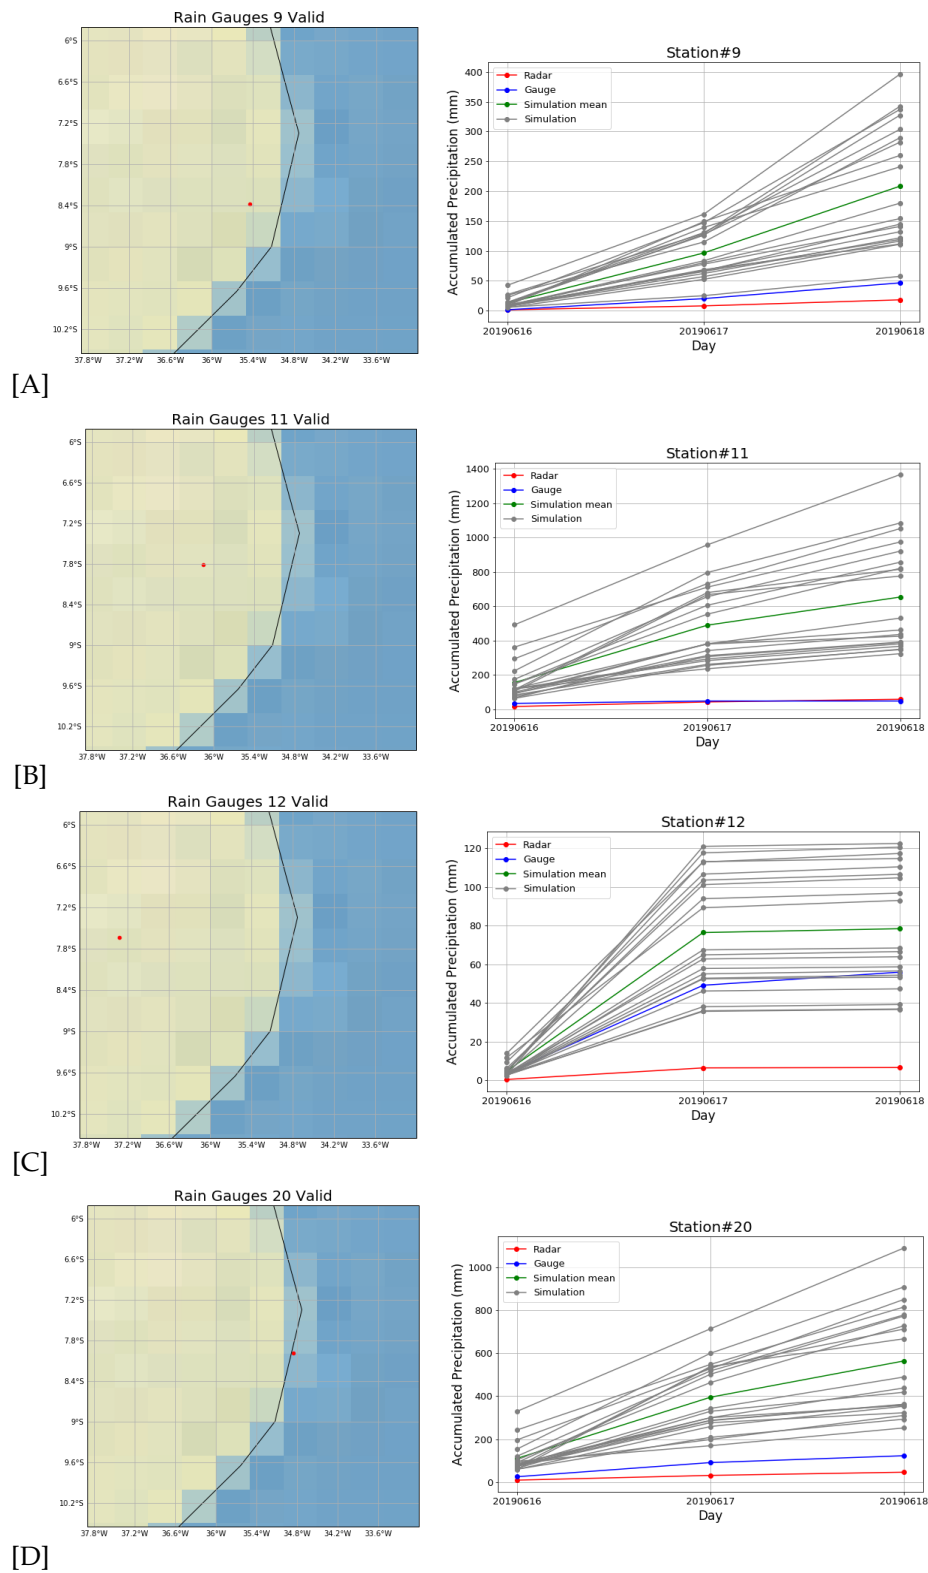 Rain Gauges 9 Valid
6°S
6.6°S
7.2°S
7.8°S
8.4°S
9°S
9.6°S
10.2°S
37.8°W 37.2°W 36.6°W 36°W 35.4°W 34.8°W 34.2°W 33.6°W
Station#9
Accumulated Precipitation (mm)
400
350
300
250
200
150
100
50
0
Radar
Gauge
Simulation mean
Simulation
20190616 20190617 20190618
Day
[A]
Rain Gauges 11 Valid
6°S
6.6°S
7.2°S
7.8°S
8.4°S
9°S
9.6°S
10.2°S
37.8°W 37.2°W 36.6°W 36°W 35.4°W 34.8°W 34.2°W 33.6°W
Station#11
Accumulated Precipitation (mm)
1400
1200
1000
800
600
400
200
0
Radar
Gauge
Simulation mean
Simulation
20190616 20190617 20190618
Day
[B]
Rain Gauges 12 Valid
6°S
6.6°S
7.2°S
7.8°S
8.4°S
9°S
9.6°S
10.2°S
37.8°W 37.2°W 36.6°W 36°W 35.4°W 34.8°W 34.2°W 33.6°W
Station#12
Accumulated Precipitation (mm)
120
100
80
60
40
20
0
Radar
Gauge
Simulation mean
Simulation
20190616 20190617 20190618
Day
[C]
Rain Gauges 20 Valid
6°S
6.6°S
7.2°S
7.8°S
8.4°S
9°S
9.6°S
10.2°S
37.8°W 37.2°W 36.6°W 36°W 35.4°W 34.8°W 34.2°W 33.6°W
Station#20
Accumulated Precipitation (mm)
1000
800
600
400
200
0
Radar
Gauge
Simulation mean
Simulation
20190616 20190617 20190618
Day
[D]